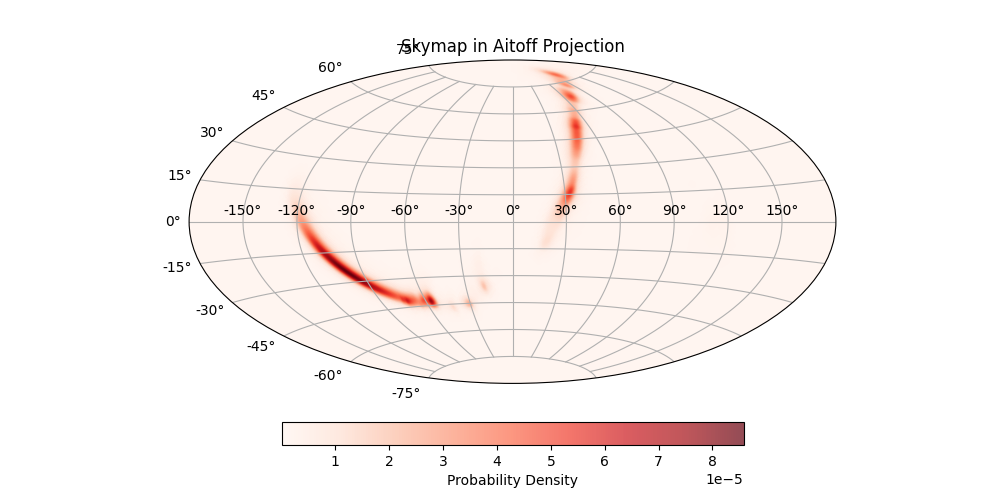 Skymap in Aitoff Projection
75°
60°
45°
30°
15°
0°
-15°
-30°
-45°
-60°
-75°
-150° -120° -90° -60° -30° 0° 30° 60° 90° 120° 150°
1 2 3 4 5 6 7 8
1e−5
Probability Density